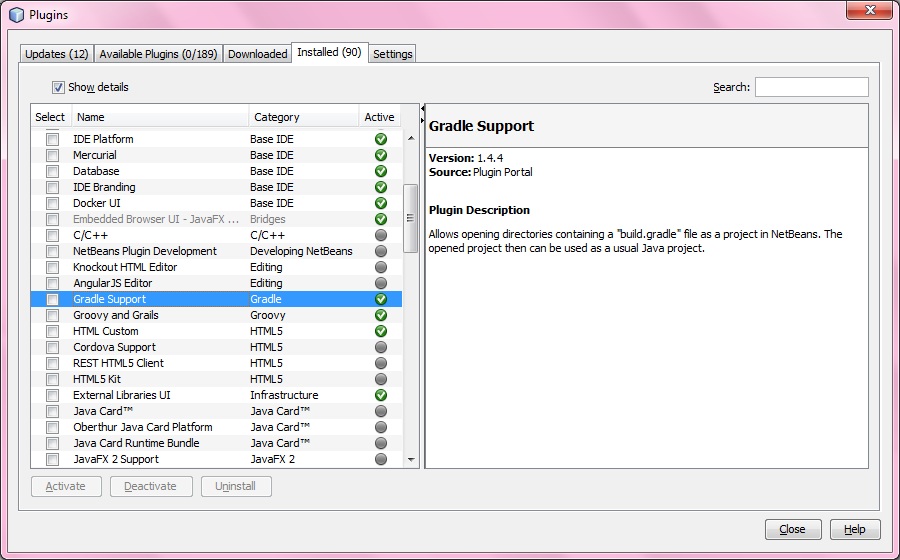 Plugins
Updates (12) Available Plugins (0/189) Downloaded Installed (90) Settings
Show details Search:
Select Name Category Active
IDE Platform Base IDE
Mercurial Base IDE
Database Base IDE
IDE Branding Base IDE
Docker UI Base IDE
Embedded Browser UI - JavaFX ... Bridges
C/C++ C/C++
NetBeans Plugin Development Developing NetBeans
Knockout HTML Editor Editing
AngularJS Editor Editing
Gradle Support Gradle
Groovy and Grails Groovy
HTML Custom HTML5
Cordova Support HTML5
REST HTML5 Client HTML5
HTML5 Kit HTML5
External Libraries UI Infrastructure
Java Card™ Java Card™
Oberthur Java Card Platform Java Card™
Java Card Runtime Bundle Java Card™
JavaFX 2 Support JavaFX 2
Gradle Support
Version: 1.4.4
Source: Plugin Portal
Plugin Description
Allows opening directories containing a "build.gradle" file as a project in NetBeans. The
opened project then can be used as a usual Java project.
Activate Deactivate Uninstall
Close Help